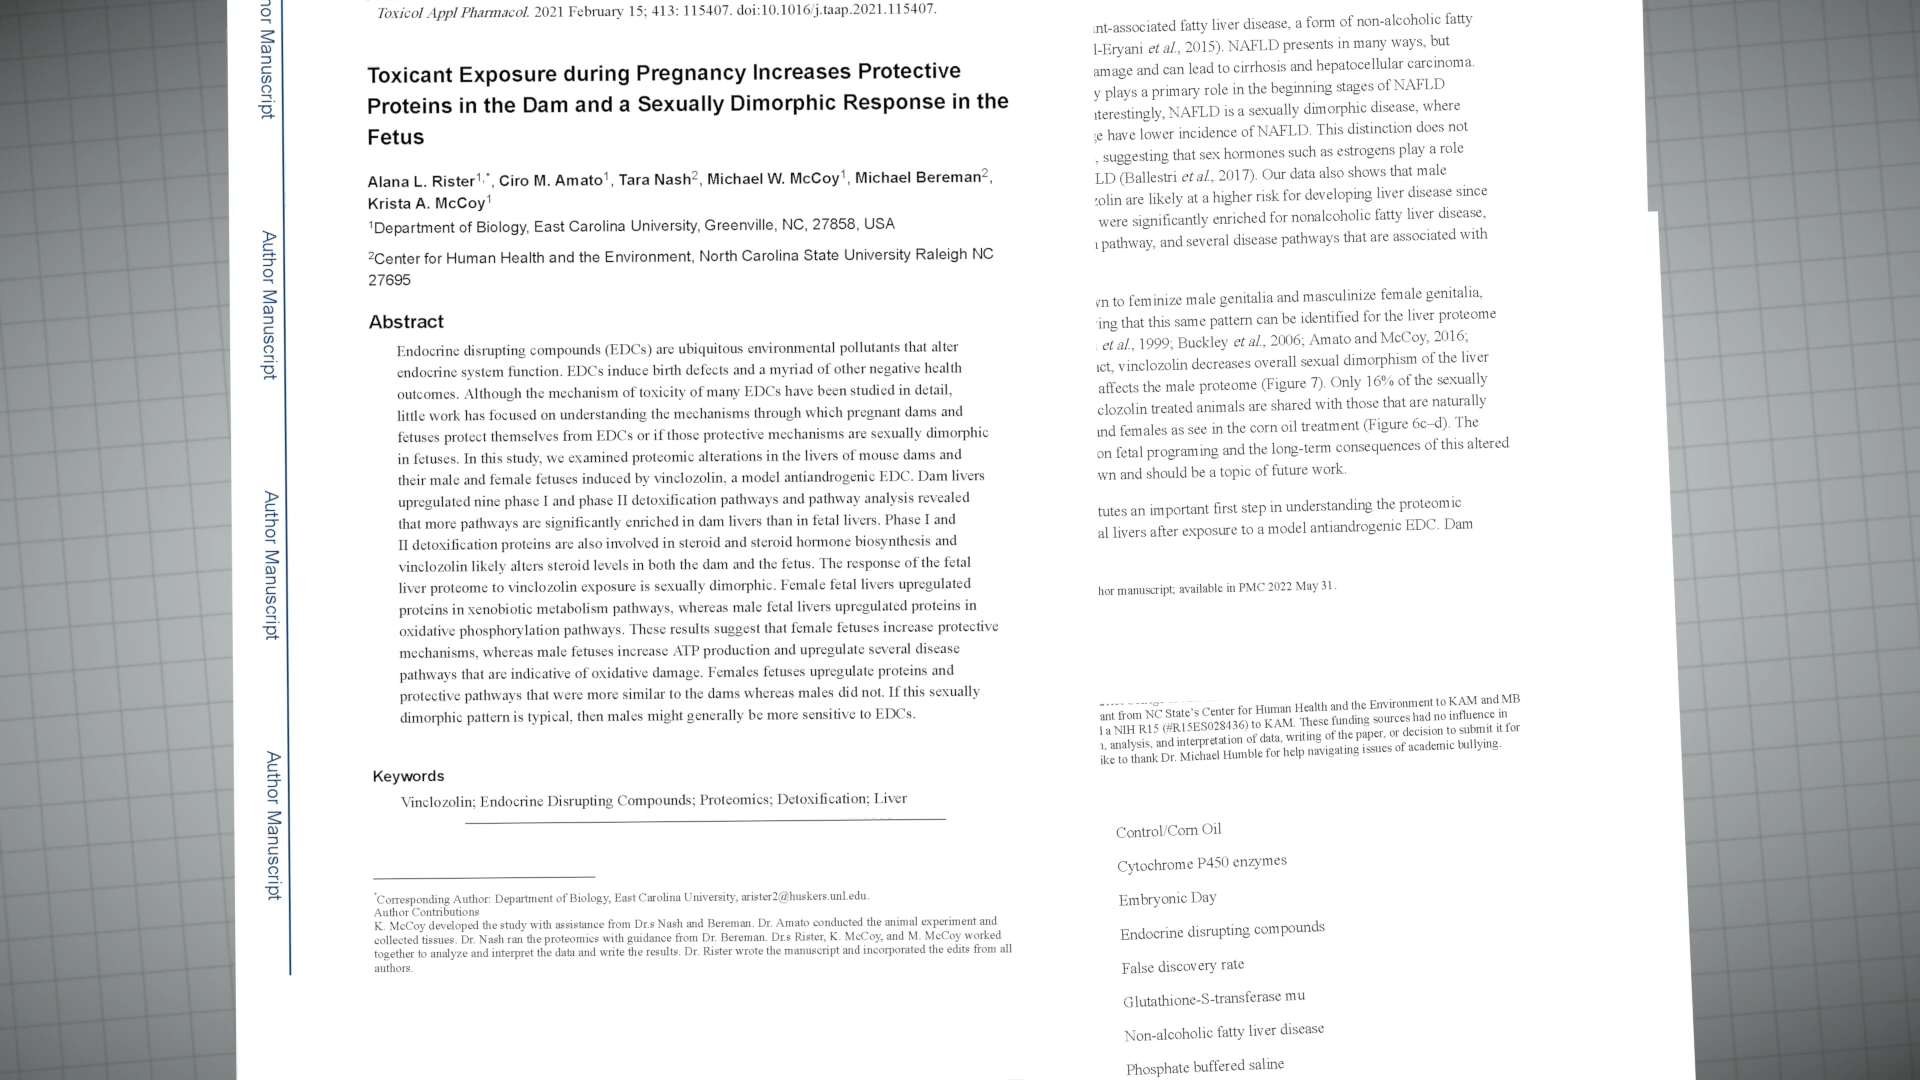 Toxicol Appl Pharmacol. 2021 February 15; 413: 115407. doi:10.1016/j.taap.2021.115407.
Toxicant Exposure during Pregnancy Increases Protective
Proteins in the Dam and a Sexually Dimorphic Response in the
Fetus
Alana L. Rister1,*, Ciro M. Amato1, Tara Nash2, Michael W. McCoy1, Michael Bereman2,
Krista A. McCoy1
1Department of Biology, East Carolina University, Greenville, NC, 27858, USA
2Center for Human Health and the Environment, North Carolina State University Raleigh NC
27695
Abstract
Endocrine disrupting compounds (EDCs) are ubiquitous environmental pollutants that alter
endocrine system function. EDCs induce birth defects and a myriad of other negative health
outcomes. Although the mechanism of toxicity of many EDCs have been studied in detail,
little work has focused on understanding the mechanisms through which pregnant dams and
fetuses protect themselves from EDCs or if those protective mechanisms are sexually dimorphic
in fetuses. In this study, we examined proteomic alterations in the livers of mouse dams and
their male and female fetuses induced by vinclozolin, a model antiandrogenic EDC. Dam livers
upregulated nine phase I and phase II detoxification pathways and pathway analysis revealed
that more pathways are significantly enriched in dam livers than in fetal livers. Phase I and
II detoxification proteins are also involved in steroid and steroid hormone biosynthesis and
vinclozolin likely alters steroid levels in both the dam and the fetus. The response of the fetal
liver proteome to vinclozolin exposure is sexually dimorphic. Female fetal livers upregulated
proteins in xenobiotic metabolism pathways, whereas male fetal livers upregulated proteins in
oxidative phosphorylation pathways. These results suggest that female fetuses increase protective
mechanisms, whereas male fetuses increase ATP production and upregulate several disease
pathways that are indicative of oxidative damage. Females fetuses upregulate proteins and
protective pathways that were more similar to the dams whereas males did not. If this sexually
dimorphic pattern is typical, then males might generally be more sensitive to EDCs.
Keywords
Vinclozolin; Endocrine Disrupting Compounds; Proteomics; Detoxification; Liver
*Corresponding Author: Department of Biology, East Carolina University, arister2@huskers.unl.edu.
Author Contributions
K. McCoy developed the study with assistance from Dr.s Nash and Bereman. Dr. Amato conducted the animal experiment and
collected tissues. Dr. Nash ran the proteomics with guidance from Dr. Bereman. Dr.s Rister, K. McCoy, and M. McCoy worked
together to analyze and interpret the data and write the results. Dr. Rister wrote the manuscript and incorporated the edits from all
authors.
Author Manuscript
Author Manuscript
Author Manuscript
Author Manuscript
nt-associated fatty liver disease, a form of non-alcoholic fatty
l-Eryani et al., 2015). NAFLD presents in many ways, but
amage and can lead to cirrhosis and hepatocellular carcinoma.
y plays a primary role in the beginning stages of NAFLD
nterestingly, NAFLD is a sexually dimorphic disease, where
e have lower incidence of NAFLD. This distinction does not
, suggesting that sex hormones such as estrogens play a role
LD (Ballestri et al., 2017). Our data also shows that male
zolin are likely at a higher risk for developing liver disease since
were significantly enriched for nonalcoholic fatty liver disease,
pathway, and several disease pathways that are associated with
vn to feminize male genitalia and masculinize female genitalia,
ing that this same pattern can be identified for the liver proteome
et al., 1999; Buckley et al., 2006; Amato and McCoy, 2016;
act, vinclozolin decreases overall sexual dimorphism of the liver
affects the male proteome (Figure 7). Only 16% of the sexually
clozolin treated animals are shared with those that are naturally
and females as see in the corn oil treatment (Figure 6c–d). The
on fetal programing and the long-term consequences of this altered
wn and should be a topic of future work.
tutes an important first step in understanding the proteomic
al livers after exposure to a model antiandrogenic EDC. Dam
hor manuscript; available in PMC 2022 May 31.
ant from NC State's Center for Human Health and the Environment to KAM and MB
l a NIH R15 (#R15ES028436) to KAM. These funding sources had no influence in
, analysis, and interpretation of data, writing of the paper, or decision to submit it for
ike to thank Dr. Michael Humble for help navigating issues of academic bullying.
Control/Corn Oil
Cytochrome P450 enzymes
Embryonic Day
Endocrine disrupting compounds
False discovery rate
Glutathione-S-transferase mu
Non-alcoholic fatty liver disease
Phosphate buffered saline